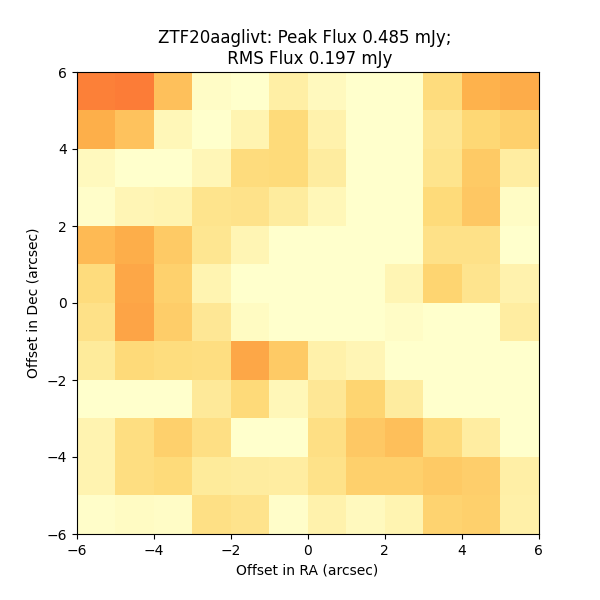 ZTF20aaglivt: Peak Flux 0.485 mJy;
RMS Flux 0.197 mJy
6
4
2
0
−2
−4
−6
Offset in Dec (arcsec)
−6 −4 −2 0 2 4 6
Offset in RA (arcsec)